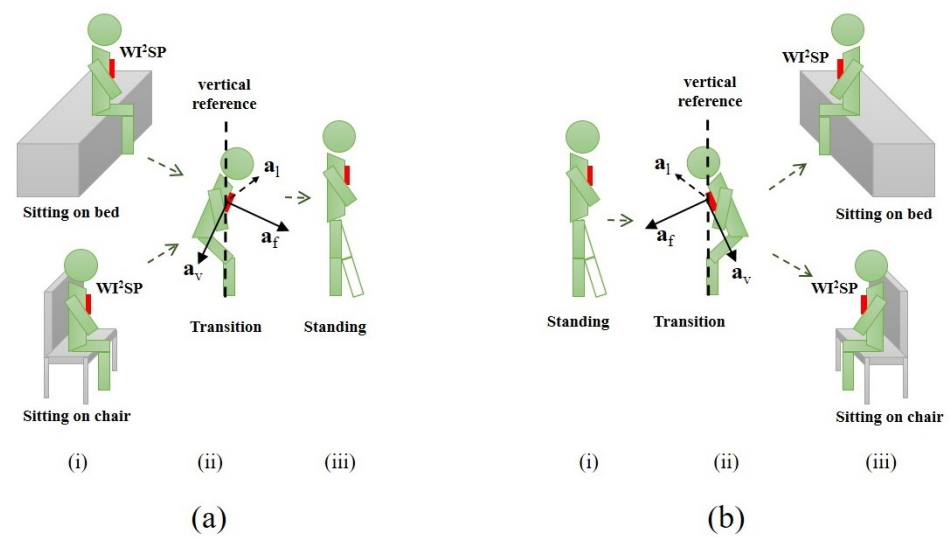 WI²SP
vertical
reference
a_l
a_f
a_v
Sitting on bed
WI²SP
Transition
Standing
Sitting on chair
(i)
(ii)
(iii)
(a)
WI²SP
vertical
reference
a_l
a_f
a_v
Sitting on bed
WI²SP
Standing
Transition
Sitting on chair
(i)
(ii)
(iii)
(b)